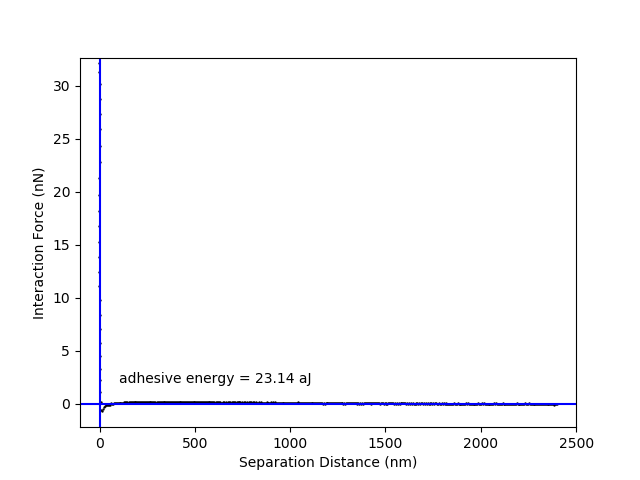 30
25
20
15
10
5
0
Interaction Force (nN)
adhesive energy = 23.14 aJ
0 500 1000 1500 2000 2500
Separation Distance (nm)